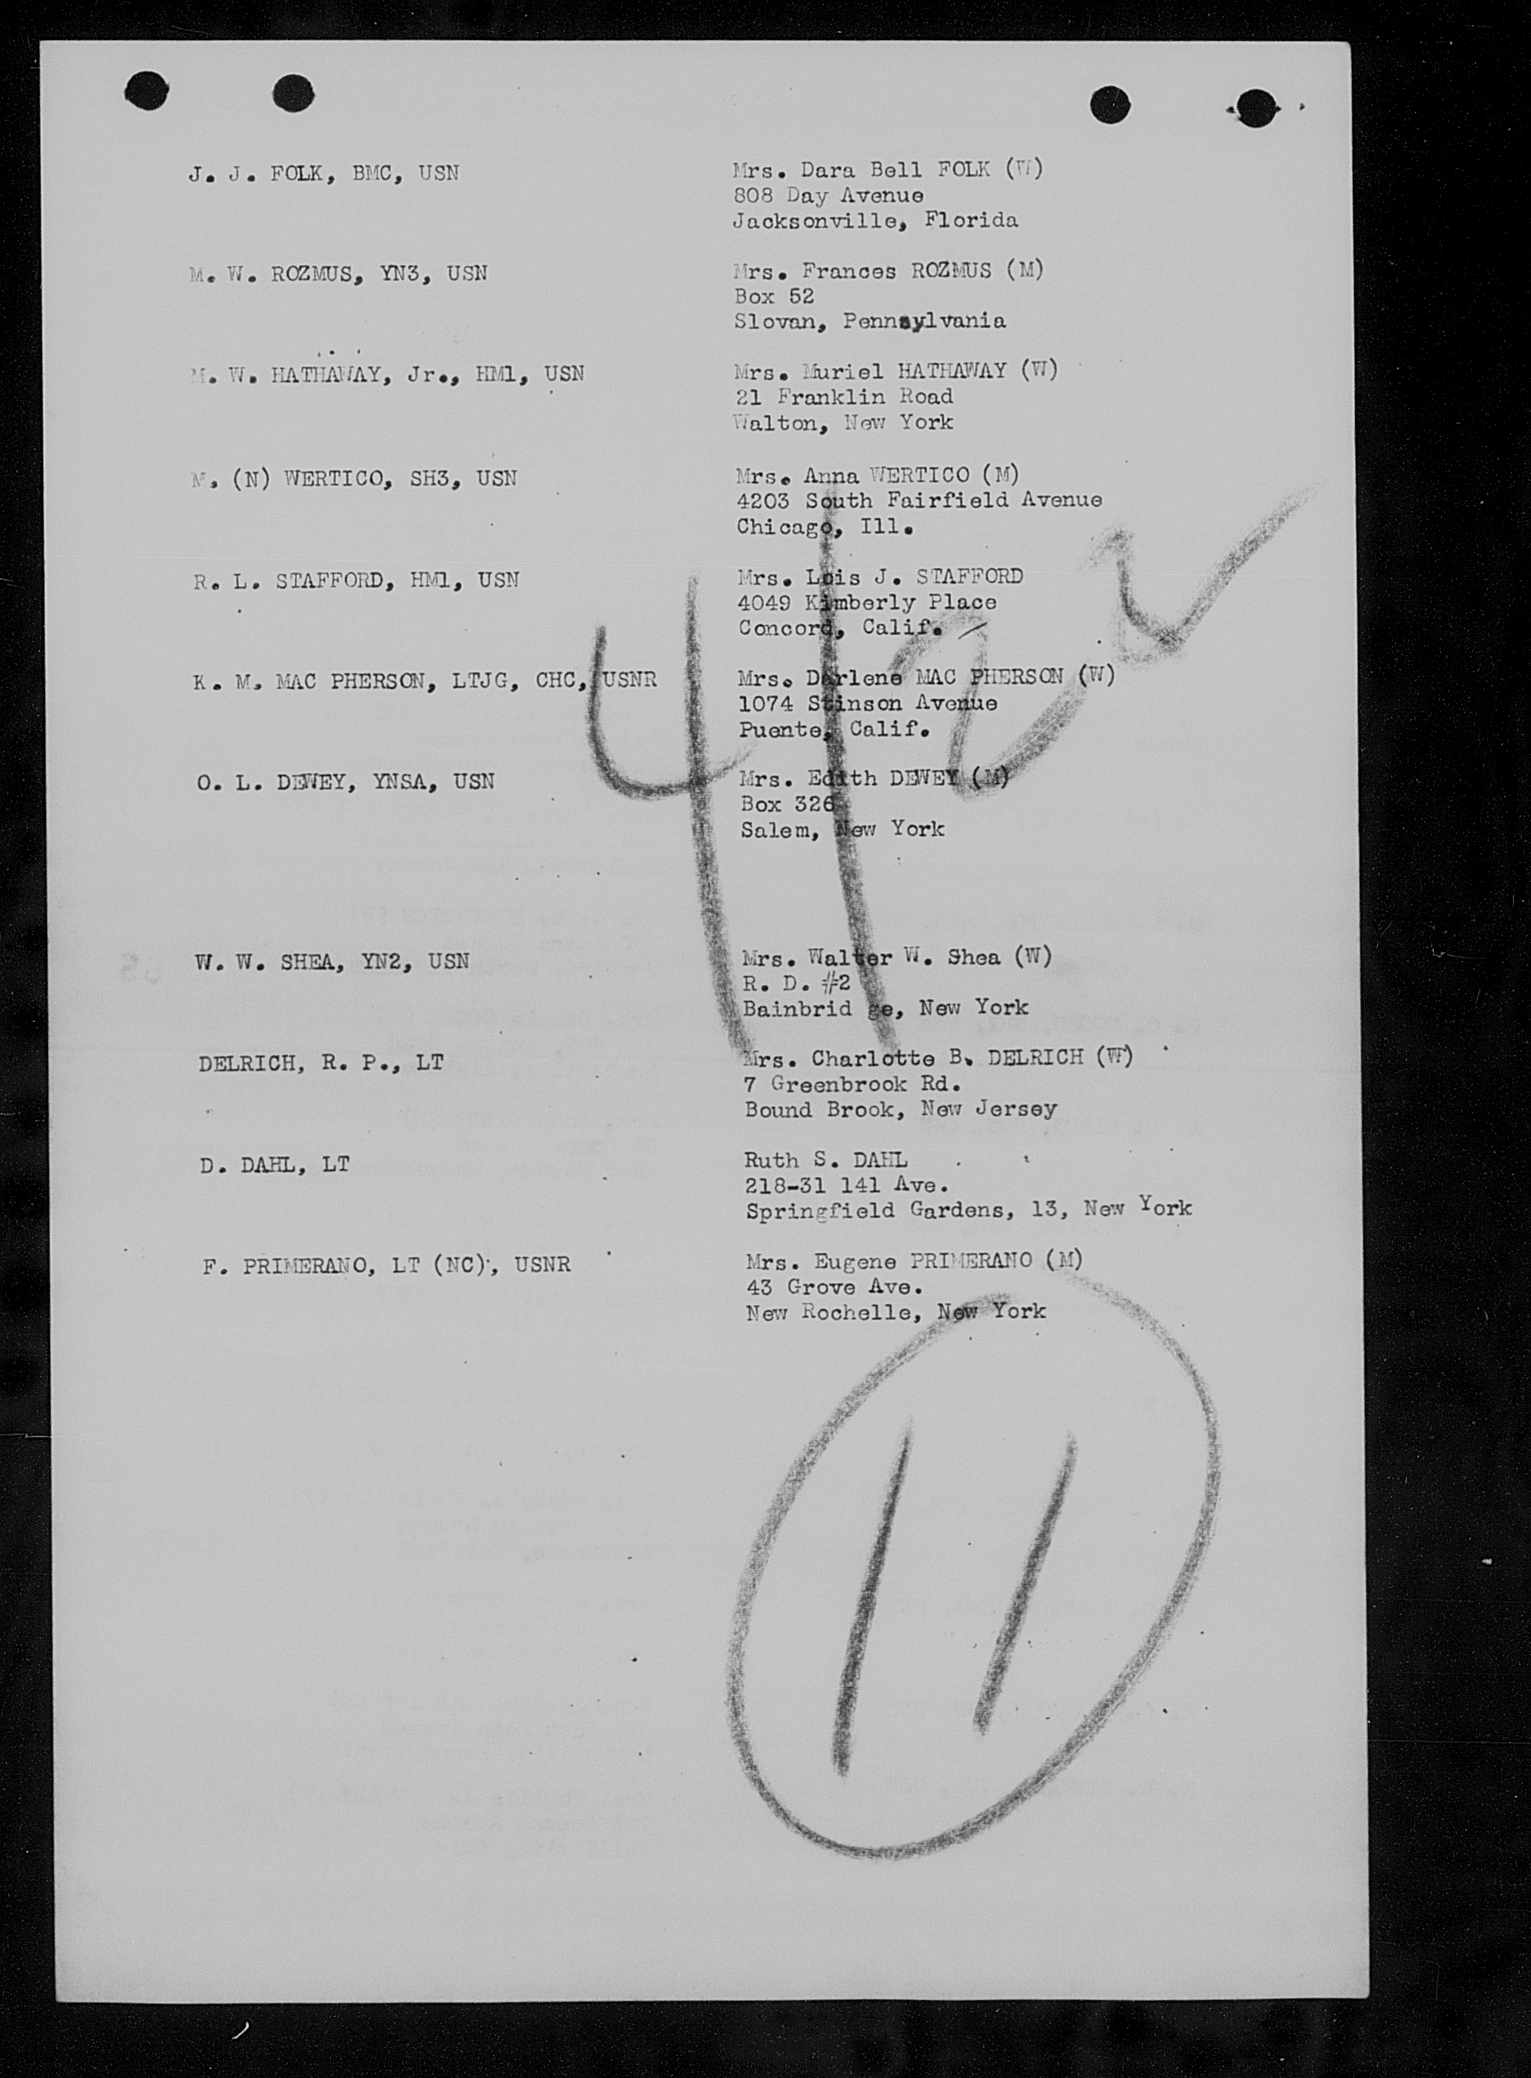 J. J. FOLK, BMC, USN
Mrs. Dara Bell FOLK (W)
808 Day Avenue
Jacksonville, Florida
M. W. ROZMUS, YN3, USN
Mrs. Frances ROZMUS (M)
Box 52
Slovan, Pennsylvania
M. W. HATHAWAY, Jr., HM1, USN
Mrs. Muriel HATHAWAY (W)
21 Franklin Road
Walton, New York
M. (N) WERTICO, SH3, USN
Mrs. Anna WERTICO (M)
4203 South Fairfield Avenue
Chicago, Ill.
R. L. STAFFORD, HM1, USN
Mrs. Lois J. STAFFORD
4049 Kimberly Place
Concord, Calif.
K. M. MAC PHERSON, LTJG, CHC, USNR
Mrs. Darlene MAC PHERSON (W)
1074 Stinson Avenue
Puente, Calif.
O. L. DEWEY, YNSA, USN
Mrs. Edith DEWEY (M)
Box 326
Salem, New York
W. W. SHEA, YN2, USN
Mrs. Walter W. Shea (W)
R. D. #2
Bainbrid ge, New York
DELRICH, R. P., LT
Mrs. Charlotte B. DELRICH (W)
7 Greenbrook Rd.
Bound Brook, New Jersey
D. DAHL, LT
Ruth S. DAHL
218-31 141 Ave.
Springfield Gardens, 13, New York
F. PRIMERANO, LT (NC), USNR
Mrs. Eugene PRIMERANO (M)
43 Grove Ave.
New Rochelle, New York
11